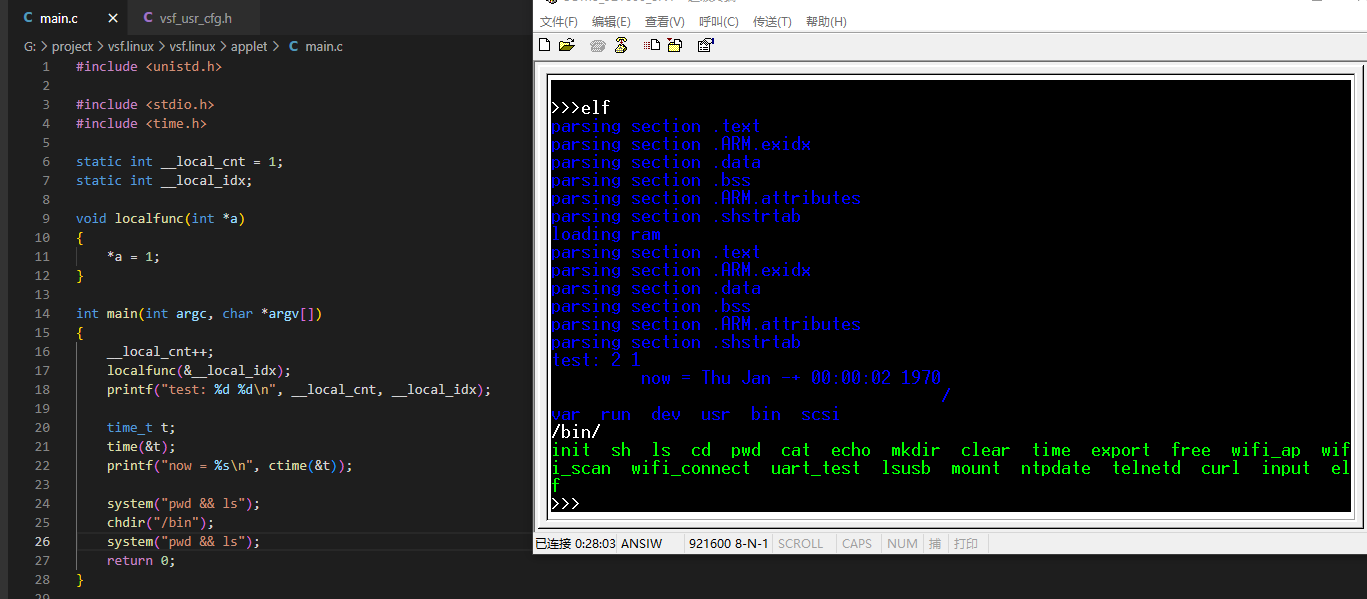 main.c
vsf_usr_cfg.h
G: > project > vsf.linux > vsf.linux > applet > C main.c
1 #include <unistd.h>
2
3 #include <stdio.h>
4 #include <time.h>
5
6 static int __local_cnt = 1;
7 static int __local_idx;
8
9 void localfunc(int *a)
10 {
11 *a = 1;
12 }
13
14 int main(int argc, char *argv[])
15 {
16 __local_cnt++;
17 localfunc(&__local_idx);
18 printf("test: %d %d\n", __local_cnt, __local_idx);
19
20 time_t t;
21 time(&t);
22 printf("now = %s\n", ctime(&t));
23
24 system("pwd && ls");
25 chdir("/bin");
26 system("pwd && ls");
27 return 0;
28 }
29
文件(F) 编辑(E) 查看(V) 呼叫(C) 传送(T) 帮助(H)
>>>elf
parsing section .text
parsing section .ARM.exidx
parsing section .data
parsing section .bss
parsing section .ARM.attributes
parsing section .shstrtab
loading ram
parsing section .text
parsing section .ARM.exidx
parsing section .data
parsing section .bss
parsing section .ARM.attributes
parsing section .shstrtab
test: 2 1
now = Thu Jan 00:00:02 1970
/
var run dev usr bin scsi
/bin/
init sh ls cd pwd cat echo mkdir clear time export free wifi_ap wif
i_scan wifi_connect uart_test lsusb mount ntpdate telnetd curl input el
f
>>>
已连接 0:28:03 ANSIW 921600 8-N-1 SCROLL CAPS NUM 捕 打印